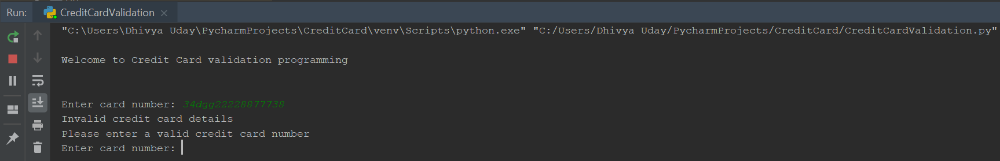 Run: CreditCardValidation
"C:\Users\Dhivya Uday\PycharmProjects\CreditCard\venv\Scripts\python.exe" "C:/Users/Dhivya Uday/PycharmProjects/CreditCard/CreditCardValidation.py"
Welcome to Credit Card validation programming
Enter card number: 34dgg22228877738
Invalid credit card details
Please enter a valid credit card number
Enter card number: